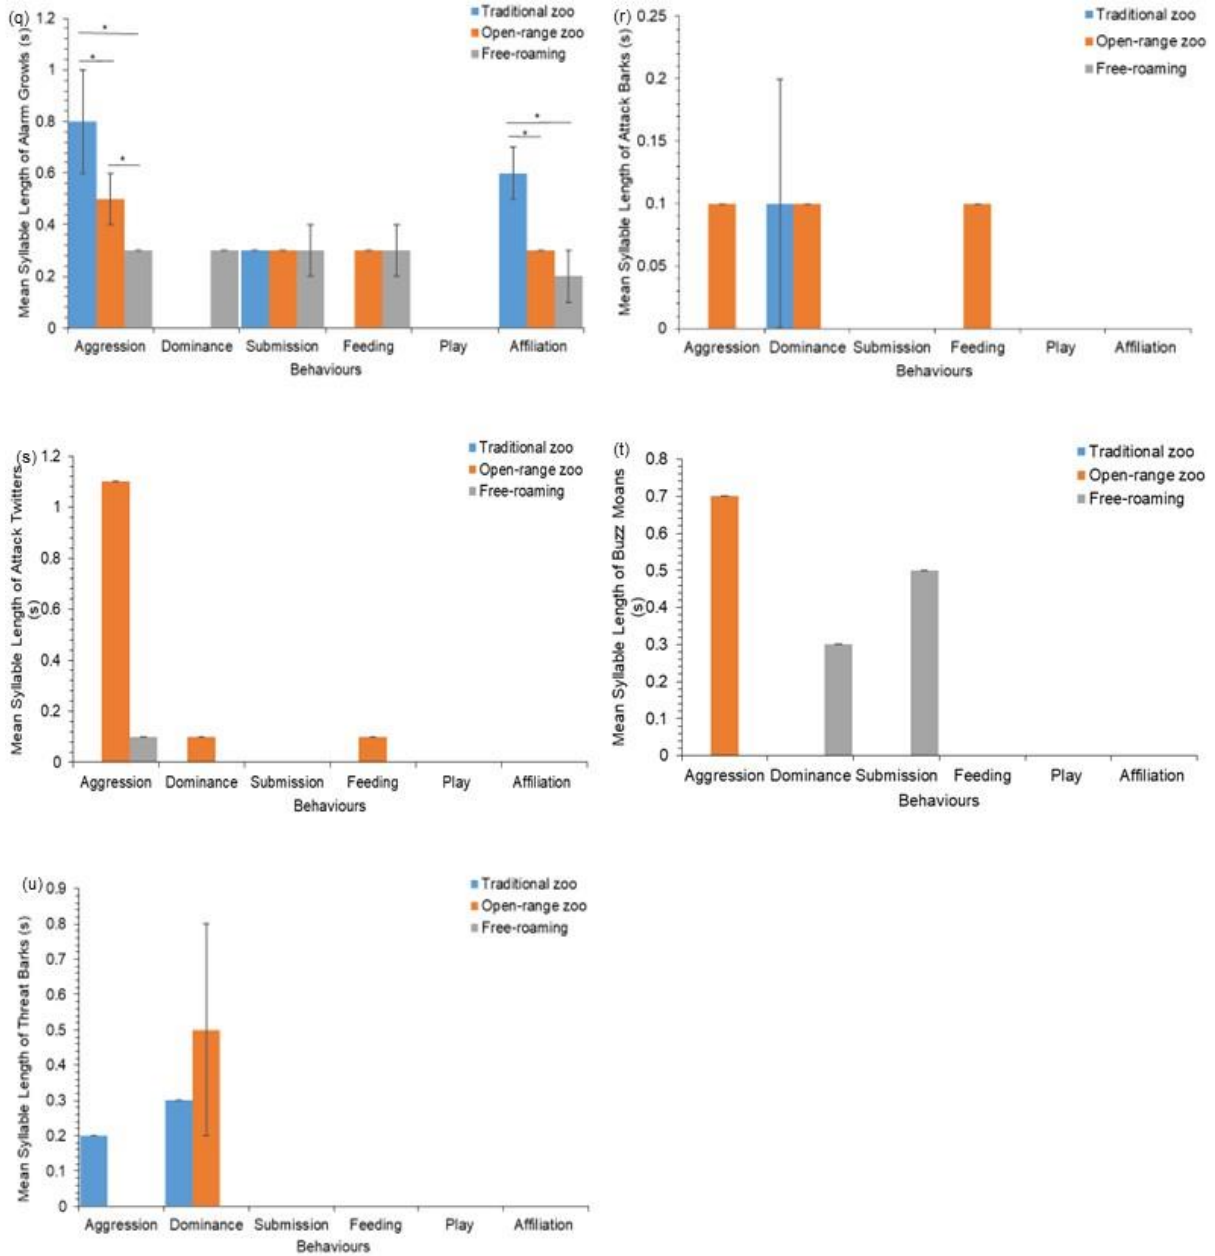 (q)
Mean Syllable Length of Alarm Growls (s)
1.2
1
0.8
0.6
0.4
0.2
0
* 
*
*
*
*
Traditional zoo
Open-range zoo
Free-roaming
Aggression Dominance Submission Feeding Play Affiliation
Behaviours
(r)
Mean Syllable Length of Attack Barks (s)
0.25
0.2
0.15
0.1
0.05
0
Traditional zoo
Open-range zoo
Free-roaming
Aggression Dominance Submission Feeding Play Affiliation
Behaviours
(s)
Mean Syllable Length of Attack Twitters
(s)
1.2
1
0.8
0.6
0.4
0.2
0
Traditional zoo
Open-range zoo
Free-roaming
Aggression Dominance Submission Feeding Play Affiliation
Behaviours
(t)
Mean Syllable Length of Buzz Moans
(s)
0.8
0.7
0.6
0.5
0.4
0.3
0.2
0.1
0
Traditional zoo
Open-range zoo
Free-roaming
Aggression Dominance Submission Feeding Play Affiliation
Behaviours
(u)
Mean Syllable Length of Threat Barks (s)
0.9
0.8
0.7
0.6
0.5
0.4
0.3
0.2
0.1
0
Traditional zoo
Open-range zoo
Free-roaming
Aggression Dominance Submission Feeding Play Affiliation
Behaviours